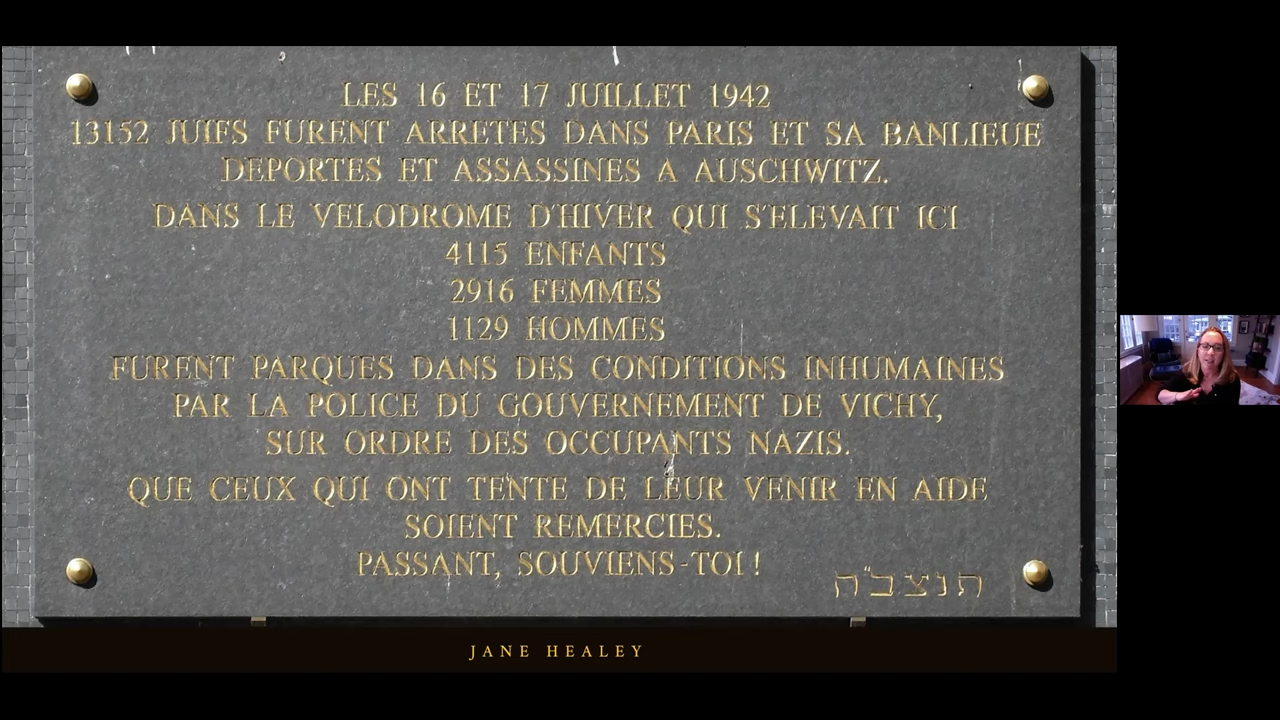 LES 16 ET 17 JUILLET 1942
13152 JUIFS FURENT ARRETES DANS PARIS ET SA BANLIEUE
DEPORTES ET ASSASSINES A AUSCHWITZ.
DANS LE VELODROME D'HIVER QUI S'ELEVAIT ICI
4115 ENFANTS
2916 FEMMES
1129 HOMMES
FURENT PARQUES DANS DES CONDITIONS INHUMAINES
PAR LA POLICE DU GOUVERNEMENT DE VICHY,
SUR ORDRE DES OCCUPANTS NAZIS.
QUE CEUX QUI ONT TENTE DE LEUR VENIR EN AIDE
SOIENT REMERCIES.
PASSANT, SOUVIENS-TOI !
תנצב"ה
JANE HEALEY